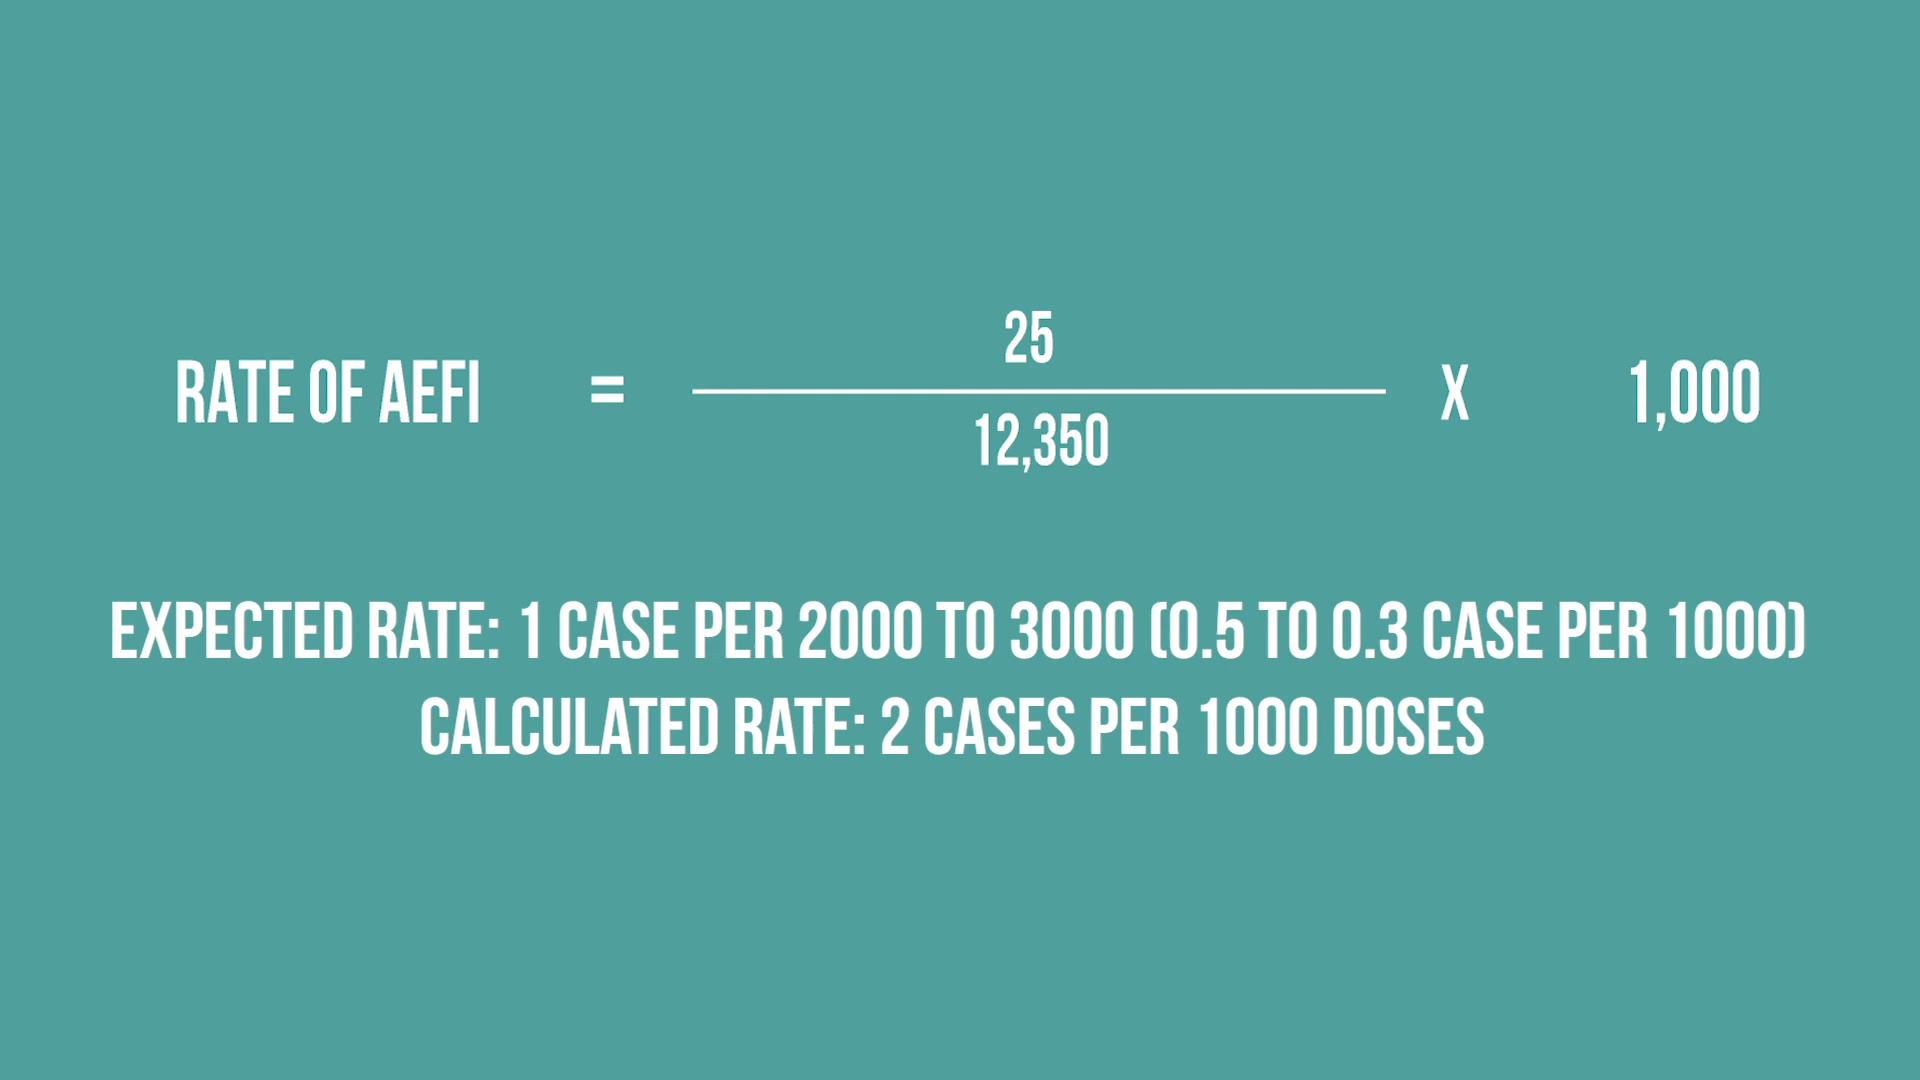 25
RATE OF AEFI = X 1,000
12,350
EXPECTED RATE: 1 CASE PER 2000 TO 3000 (0.5 TO 0.3 CASE PER 1000)
CALCULATED RATE: 2 CASES PER 1000 DOSES